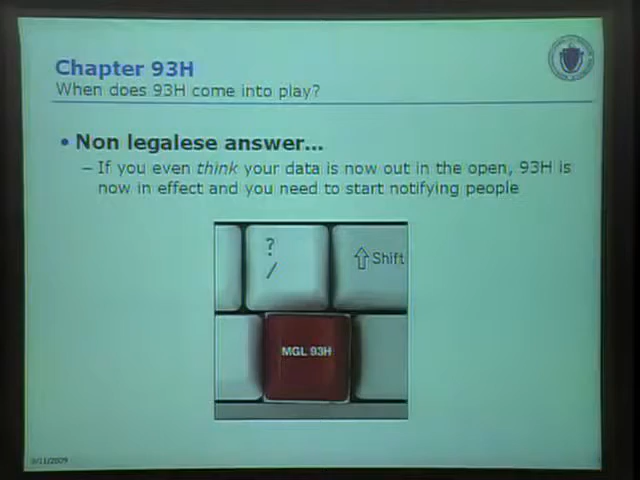 Chapter 93H
When does 93H come into play?
• Non legalese answer...
– If you even think your data is now out in the open, 93H is
now in effect and you need to start notifying people
?
/
⇧ Shift
MGL 93H